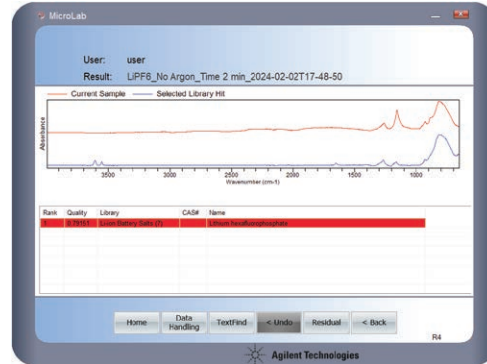 MicroLab
User: user
Result: LiPF6_No Argon_Time 2 min_2024-02-02T17-48-50
Current Sample Selected Library Hit
Absorbance
3500 3000 2500 2000 1500 1000
Wavenumber (cm-1)
Rank Quality Library CAS# Name
1 0.79151 Li-ion Battery Salts (7) Lithium hexafluorophosphate
Home Data Handling TextFind < Undo Residual < Back
R4
Agilent Technologies